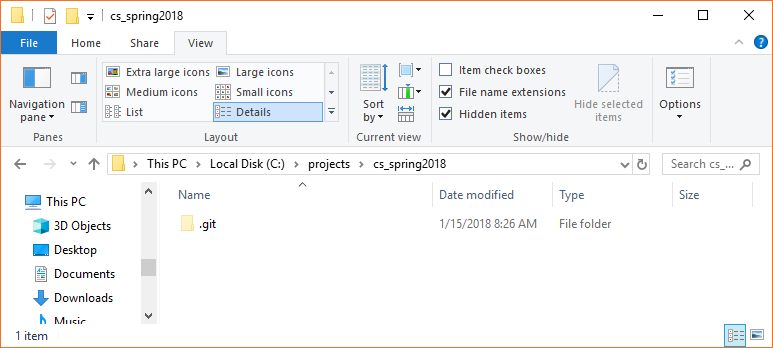 cs_spring2018
File Home Share View
Extra large icons Large icons
Medium icons Small icons
List Details
Navigation pane
Sort by
Item check boxes
File name extensions
Hidden items
Hide selected items
Options
Panes Layout Current view Show/hide
This PC Local Disk (C:) projects cs_spring2018 Search cs_...
Name Date modified Type Size
.git 1/15/2018 8:26 AM File folder
This PC
3D Objects
Desktop
Documents
Downloads
Music
1 item